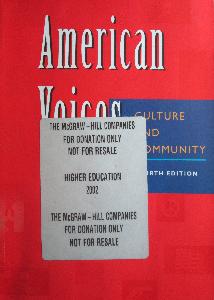 American
Voices
CULTURE
AND
COMMUNITY
THE McGRAW-HILL COMPANIES
FOR DONATION ONLY
NOT FOR RESALE
HIGHER EDUCATION
2002
THE McGRAW-HILL COMPANIES
FOR DONATION ONLY
NOT FOR RESALE
EDITION